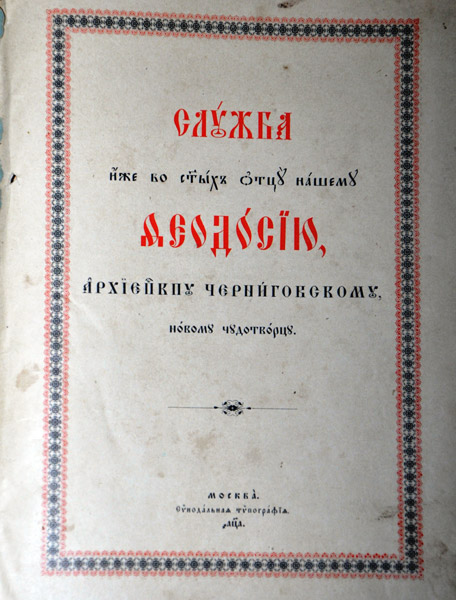 СЛꙊ́ЖБА
И҆́же во ст҃ы́хъ ѻ҆тцꙋ̀ на́шемꙋ
ѲЕОДО́СЇЮ,
А҆РХЇЕПⷭ҇КПꙋ ЧЕРНИ́ГОВСКОМꙋ,
но́вомꙋ чꙋдотво́рцꙋ.
МОСКВА̀.
Сѷнода́льнаѧ тѷпогра́фїѧ.